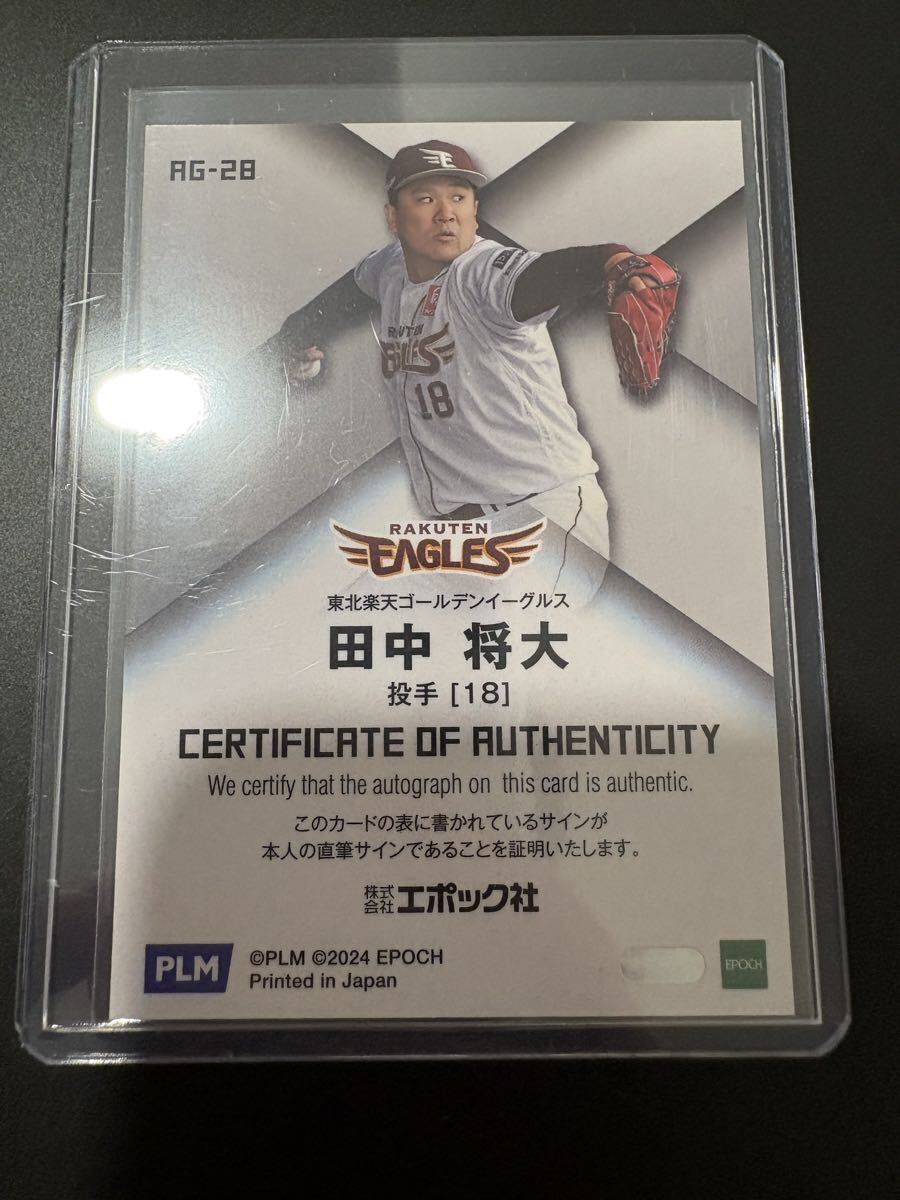 AG-28
RAKUTEN
EAGLES
18
RAKUTEN
EAGLES
東北楽天ゴールデンイーグルス
田中 将大
投手 [18]
CERTIFICATE OF AUTHENTICITY
We certify that the autograph on this card is authentic.
このカードの表に書かれているサインが
本人の直筆サインであることを証明いたします。
株式会社エポック社
PLM
©PLM ©2024 EPOCH
Printed in Japan
EPOCH